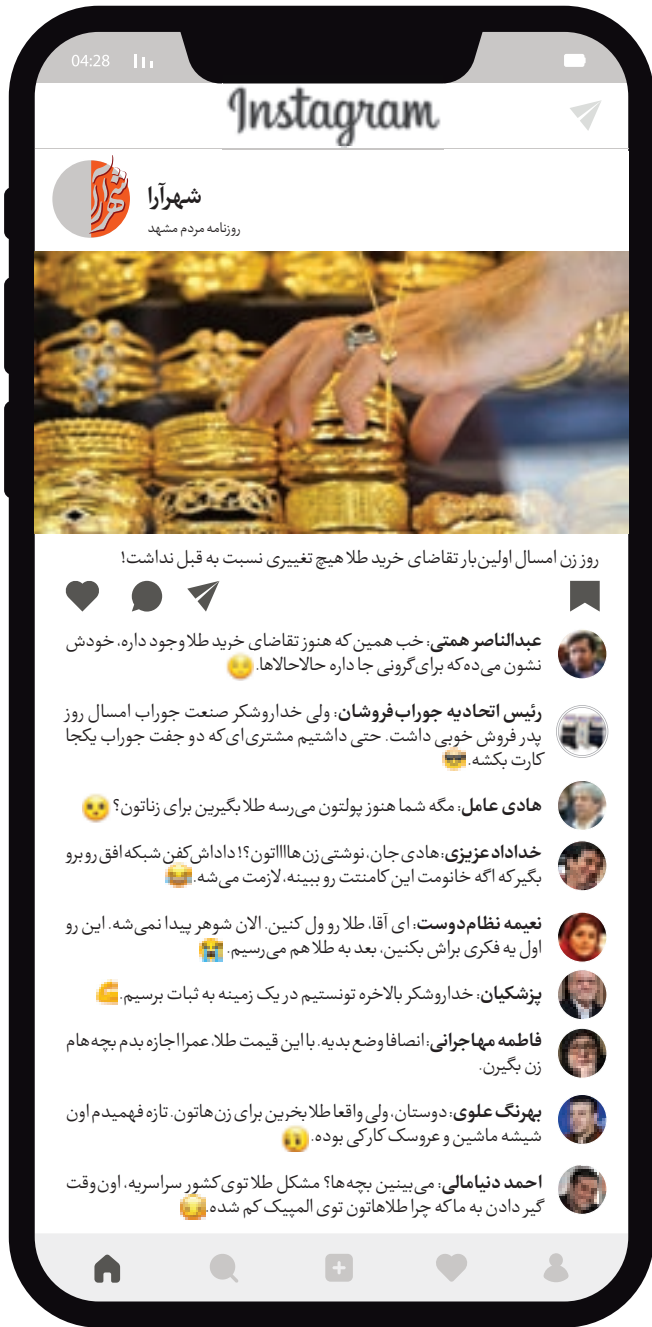 04:28
Instagram
شهرآرا
شهرآرا
روزنامه مردم مشهد
روز زن امسال اولین‌بار تقاضای خرید طلا هیچ تغییری نسبت به قبل نداشت!
عبدالناصر همتی: خب همین که هنوز تقاضای خرید طلا وجود داره، خودش
نشون می‌ده که برای گرونی جا داره حالاحالاها. 😔
رئیس اتحادیه جوراب‌فروشان: ولی خداروشکر صنعت جوراب امسال روز
پدر فروش خوبی داشت. حتی داشتیم مشتری‌ای که دو جفت جوراب یکجا
کارت بکشه. 😎
هادی عامل: مگه شما هنوز پولتون می‌رسه طلا بگیرین برای زناتون؟ 😯
خداداد عزیزی: هادی جان، نوشتی زن هااااتون؟! داداش کفن شبکه افق رو برو
بگیر که اگه خانومت این کامنتت رو ببینه، لازمت می‌شه. 😂
نعیمه نظام‌دوست: ای آقا، طلا رو ول کنین. الان شوهر پیدا نمی‌شه. این رو
اول یه فکری براش بکنین، بعد به طلا هم می‌رسیم. 😭
پزشکیان: خداروشکر بالاخره تونستیم در یک زمینه به ثبات برسیم. 💪
فاطمه مهاجرانی: انصافا وضع بدیه. با این قیمت طلا، عمرا اجازه بدم بچه‌هام
زن بگیرن.
بهرنگ علوی: دوستان، ولی واقعا طلا بخرین برای زن‌هاتون. تازه فهمیدم اون
شیشه ماشین و عروسک کارکی بوده. 🤔
احمد دنیامالی: می‌بینین بچه‌ها؟ مشکل طلا توی کشور سراسریه، اون‌وقت
گیر دادن به ما که چرا طلاهاتون توی المپیک کم شده. 😔